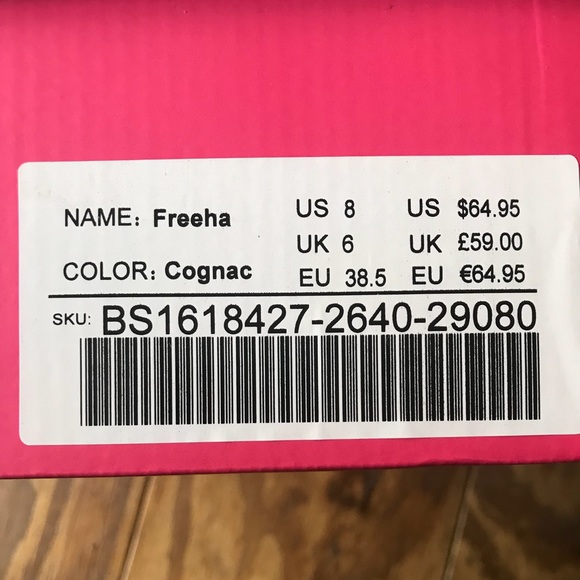 NAME: Freeha US 8 US $64.95
UK 6 UK £59.00
COLOR: Cognac EU 38.5 EU €64.95
SKU: BS1618427-2640-29080